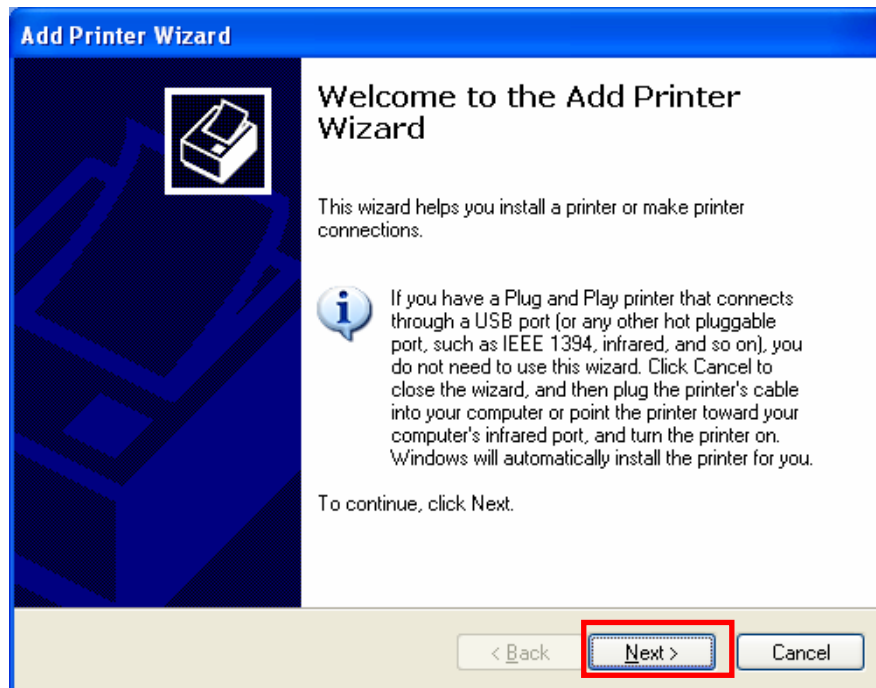 Add Printer Wizard
Welcome to the Add Printer
Wizard
This wizard helps you install a printer or make printer
connections.
If you have a Plug and Play printer that connects
through a USB port (or any other hot pluggable
port, such as IEEE 1394, infrared, and so on), you
do not need to use this wizard. Click Cancel to
close the wizard, and then plug the printer's cable
into your computer or point the printer toward your
computer's infrared port, and turn the printer on.
Windows will automatically install the printer for you.
To continue, click Next.
< Back Next > Cancel